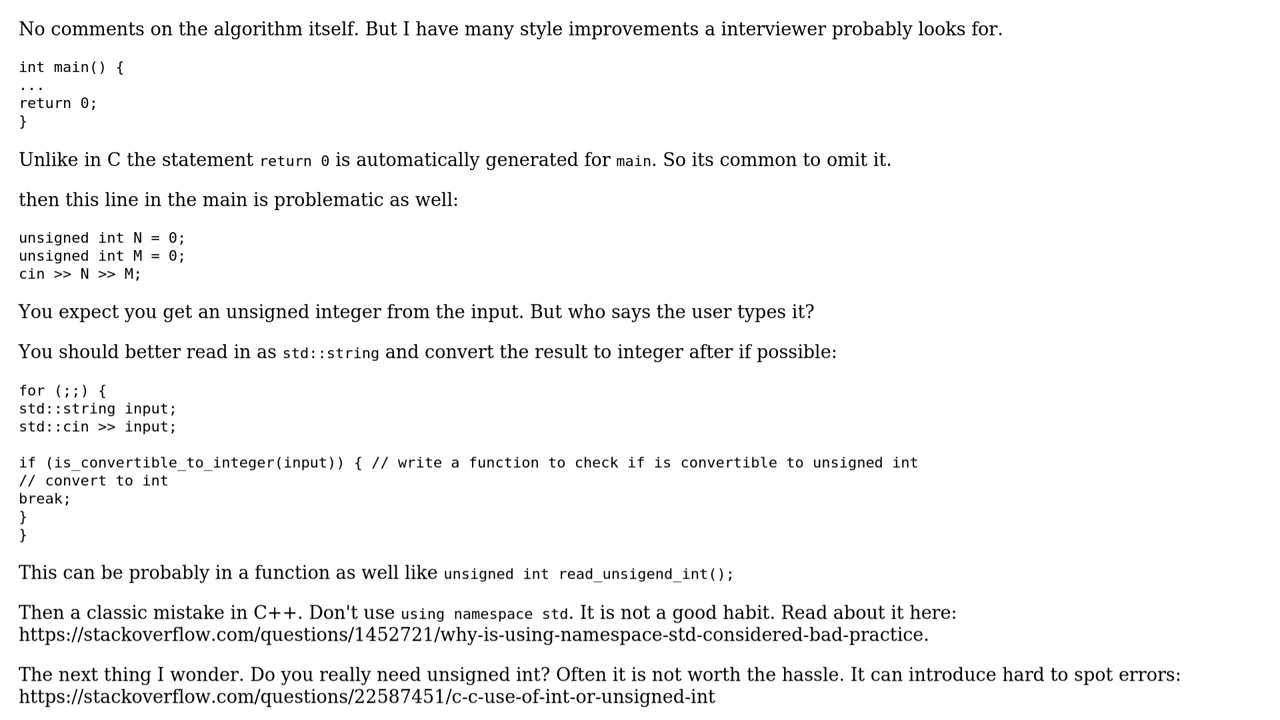 No comments on the algorithm itself. But I have many style improvements a interviewer probably looks for.
int main() {
...
return 0;
}
Unlike in C the statement return 0 is automatically generated for main. So its common to omit it.
then this line in the main is problematic as well:
unsigned int N = 0;
unsigned int M = 0;
cin >> N >> M;
You expect you get an unsigned integer from the input. But who says the user types it?
You should better read in as std::string and convert the result to integer after if possible:
for (;;) {
std::string input;
std::cin >> input;
if (is_convertible_to_integer(input)) { // write a function to check if is convertible to unsigned int
// convert to int
break;
}
}
This can be probably in a function as well like unsigned int read_unsigend_int();
Then a classic mistake in C++. Don't use using namespace std. It is not a good habit. Read about it here:
https://stackoverflow.com/questions/1452721/why-is-using-namespace-std-considered-bad-practice.
The next thing I wonder. Do you really need unsigned int? Often it is not worth the hassle. It can introduce hard to spot errors:
https://stackoverflow.com/questions/22587451/c-c-use-of-int-or-unsigned-int